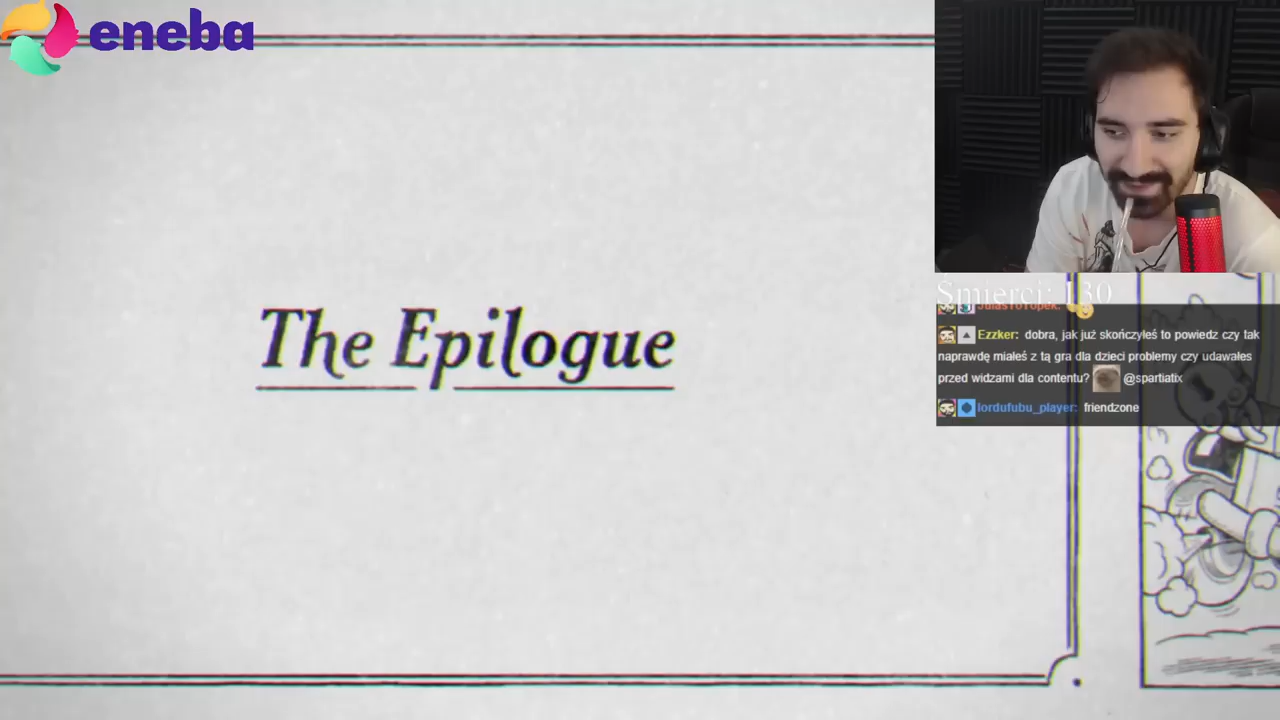 eneba
The Epilogue
Śmierci: 130
Ezzker: dobra, jak już skończyłeś to powiedz czy tak
naprawdę miałeś z tą gra dla dzieci problemy czy udawałes
przed widzami dla contentu? @spartiatix
lordufubu_player: friendzone